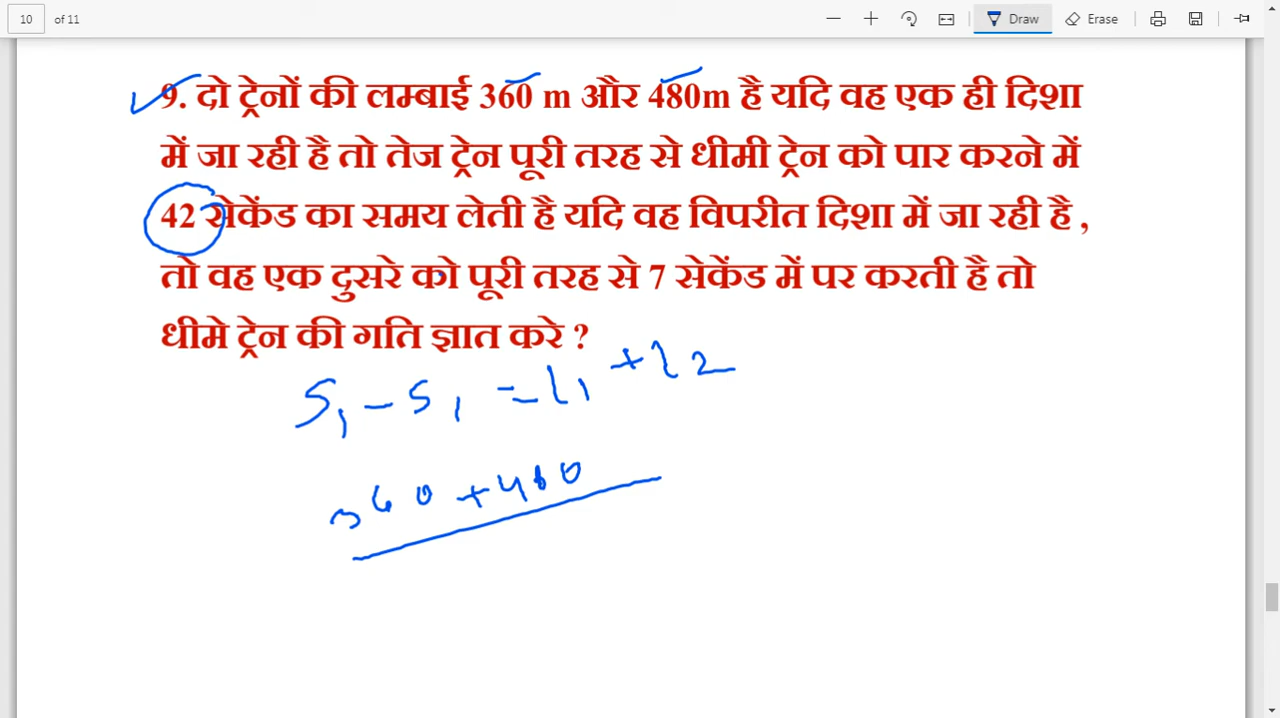 10 of 11 Draw Erase
9. दो ट्रेनों की लम्बाई 360 m और 480m है यदि वह एक ही दिशा
में जा रही है तो तेज ट्रेन पूरी तरह से धीमी ट्रेन को पार करने में
42 सेकेंड का समय लेती है यदि वह विपरीत दिशा में जा रही है ,
तो वह एक दुसरे को पूरी तरह से 7 सेकेंड में पर करती है तो
धीमे ट्रेन की गति ज्ञात करे ?
S1 - S1 = l1 + l2
360 + 480